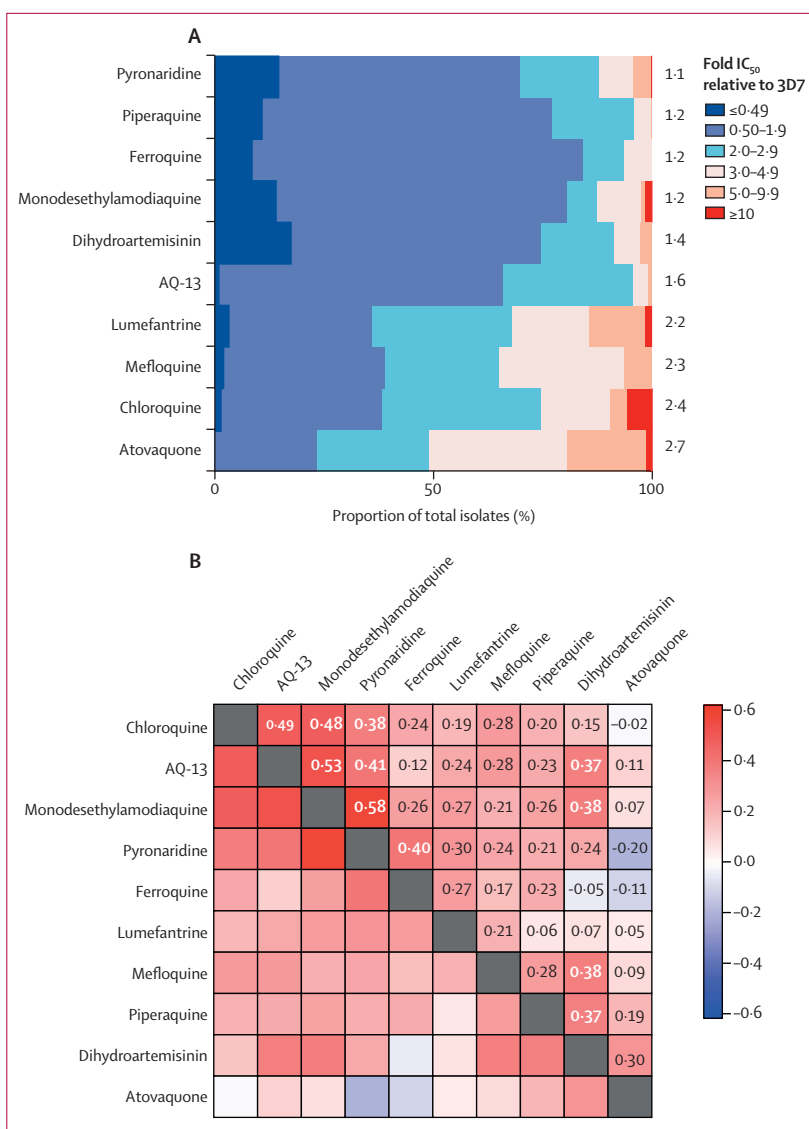 A
Fold IC50
relative to 3D7
≤0·49
0·50–1·9
2·0–2·9
3·0–4·9
5·0–9·9
≥10
Pyronaridine 1·1
Piperaquine 1·2
Ferroquine 1·2
Monodesethylamodiaquine 1·2
Dihydroartemisinin 1·4
AQ-13 1·6
Lumefantrine 2·2
Mefloquine 2·3
Chloroquine 2·4
Atovaquone 2·7
0 50 100
Proportion of total isolates (%)
B
Chloroquine
AQ-13
Monodesethylamodiaquine
Pyronaridine
Ferroquine
Lumefantrine
Mefloquine
Piperaquine
Dihydroartemisinin
Atovaquone
Chloroquine 0·49 0·48 0·38 0·24 0·19 0·28 0·20 0·15 –0·02
AQ-13 0·53 0·41 0·12 0·24 0·28 0·23 0·37 0·11
Monodesethylamodiaquine 0·58 0·26 0·27 0·21 0·26 0·38 0·07
Pyronaridine 0·40 0·30 0·24 0·21 0·24 –0·20
Ferroquine 0·27 0·17 0·23 -0·05 –0·11
Lumefantrine 0·21 0·06 0·07 0·05
Mefloquine 0·28 0·38 0·09
Piperaquine 0·37 0·19
Dihydroartemisinin 0·30
Atovaquone
0·6
0·4
0·2
0·0
–0·2
–0·4
–0·6